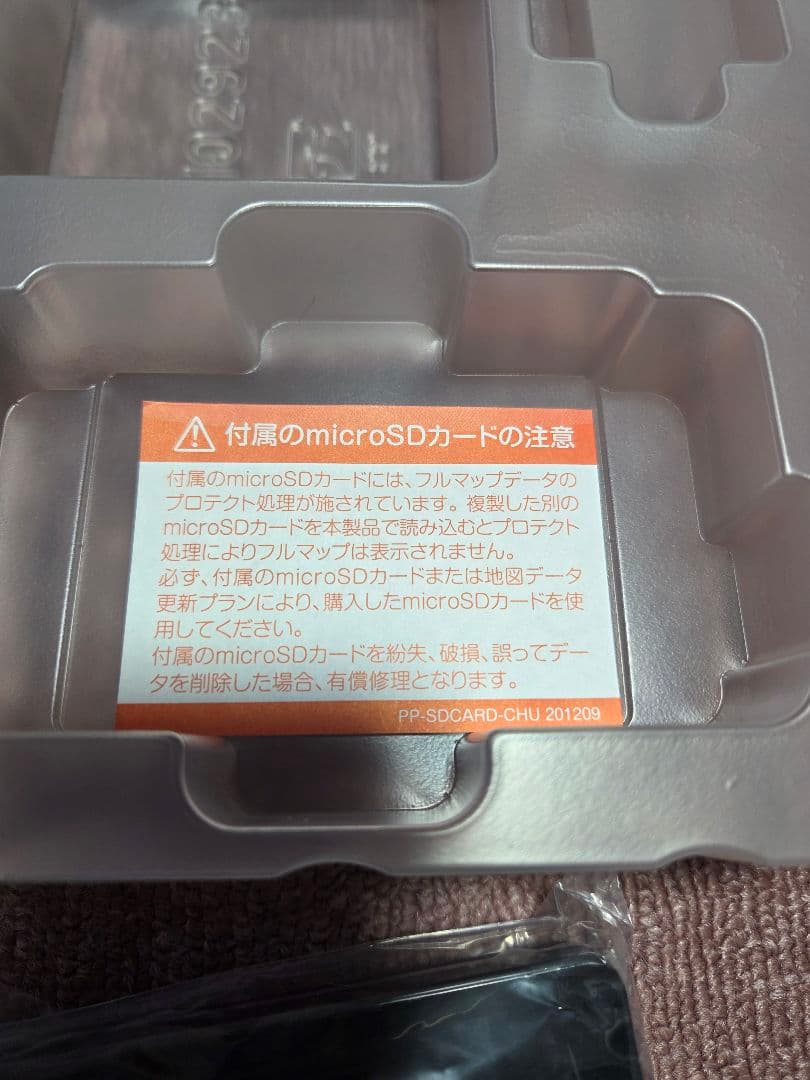 02923
付属のmicroSDカードの注意
付属のmicroSDカードには、フルマップデータの
プロテクト処理が施されています。複製した別の
microSDカードを本製品で読み込むとプロテクト
処理によりフルマップは表示されません。
必ず、付属のmicroSDカードまたは地図データ
更新プランにより、購入したmicroSDカードを使
用してください。
付属のmicroSDカードを紛失、破損、誤ってデー
タを削除した場合、有償修理となります。
PP-SDCARD-CHU 201209